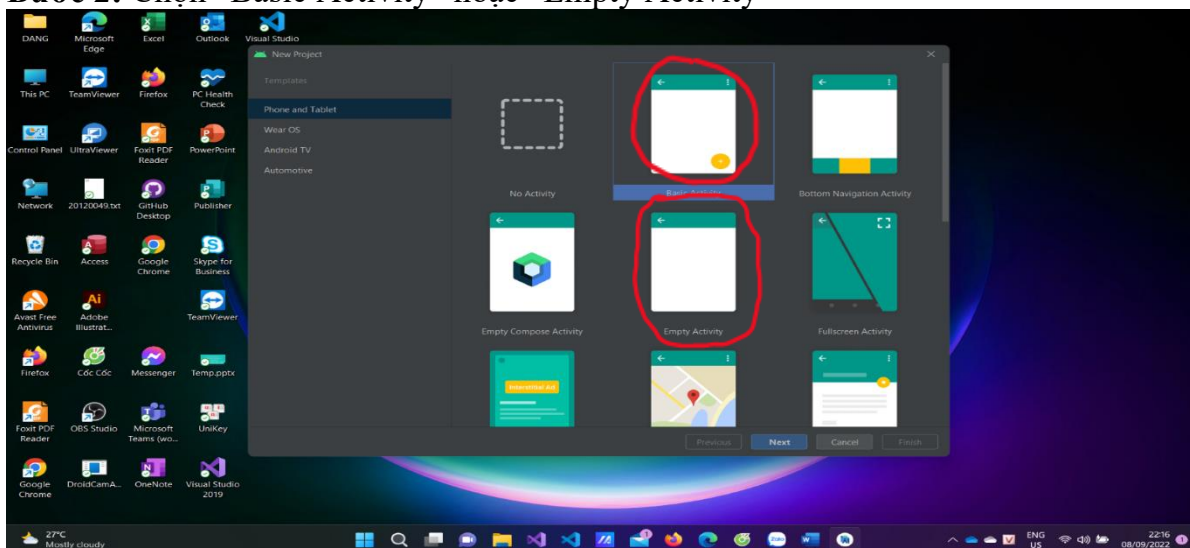 Bước 2: Chọn "Basic Activity" hoặc "Empty Activity"
DANG
Microsoft Edge
Excel
Outlook
Visual Studio
This PC
TeamViewer
Firefox
PC Health Check
Control Panel
UltraViewer
Foxit PDF Reader
PowerPoint
Network
20120049.txt
GitHub Desktop
Publisher
Recycle Bin
Access
Google Chrome
Skype for Business
Avast Free Antivirus
Adobe Illustrat...
TeamViewer
Firefox
Cốc Cốc
Messenger
Temp.pptx
Foxit PDF Reader
OBS Studio
Microsoft Teams (wo...
UniKey
Google Chrome
DroidCamA...
OneNote
Visual Studio 2019
New Project
Templates
Phone and Tablet
Wear OS
Android TV
Automotive
No Activity
Basic Activity
Bottom Navigation Activity
Empty Compose Activity
Empty Activity
Fullscreen Activity
Interstitial Ad
Previous
Next
Cancel
Finish
27°C
Mostly cloudy
ENG
US
22:16
08/09/2022